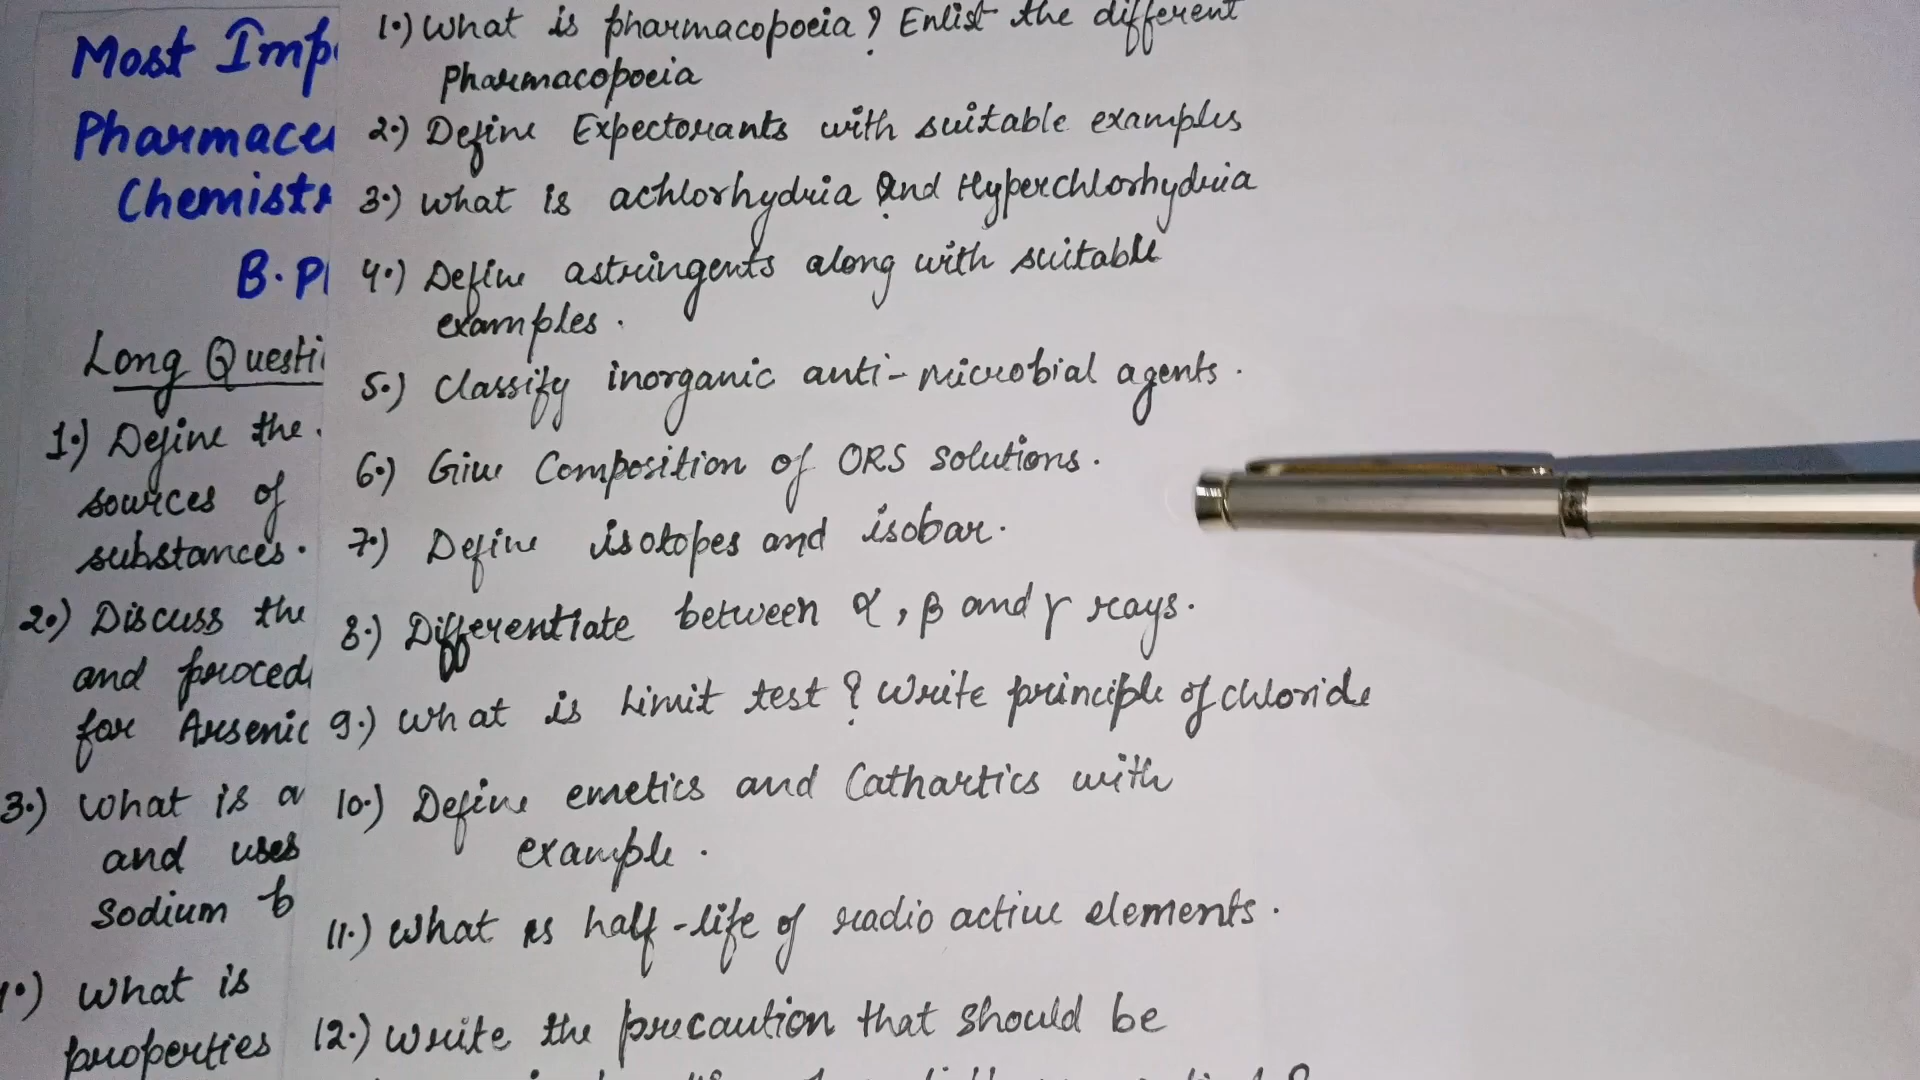 Most Imp
Pharmaceu
Chemistr
B.Ph
Long Questi
1.) Define the
sources of
substances.
2.) Discuss the
and proced
for Arsenic
3.) What is a
and uses
Sodium b
What is
properties
1.) What is pharmacopoeia? Enlist the different
Pharmacopoeia
2.) Define Expectorants with suitable examples
3.) What is achlorhydria and Hyperchlorhydria
4.) Define astringents along with suitable
examples.
5.) Classify inorganic anti-microbial agents.
6.) Give Composition of ORS solutions.
7.) Define isotopes and isobar.
8.) Differentiate between α, β and γ rays.
9.) What is Limit test? Write principle of chloride
10.) Define emetics and Cathartics with
example.
11.) What is half-life of radio active elements.
12.) Write the precaution that should be